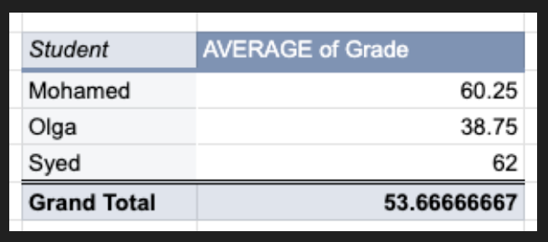 Student AVERAGE of Grade
Mohamed 60.25
Olga 38.75
Syed 62
Grand Total 53.66666667